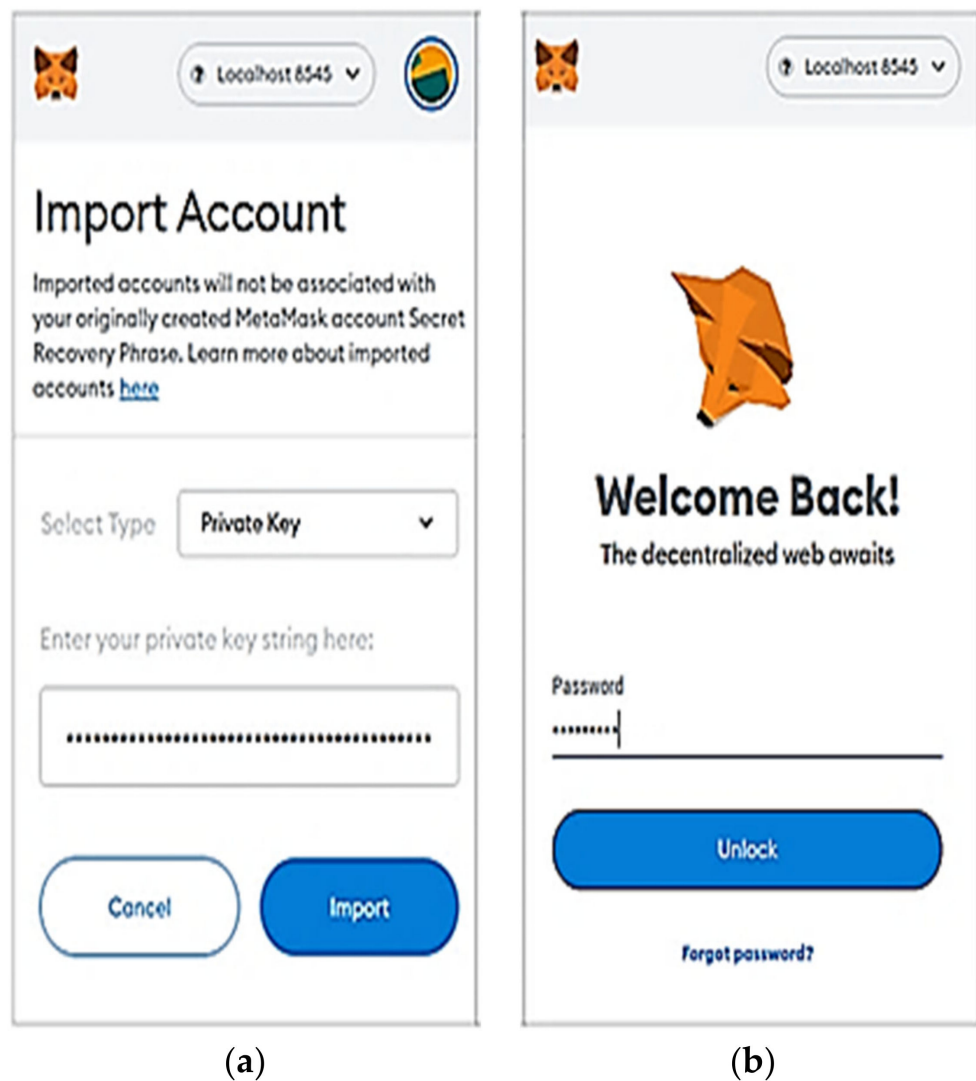 Localhost 8545
Import Account
Imported accounts will not be associated with
your originally created MetaMask account Secret
Recovery Phrase. Learn more about imported
accounts here
Select Type Private Key
Enter your private key string here:
Cancel Import
(a)
Localhost 8545
Welcome Back!
The decentralized web awaits
Password
Unlock
Forgot password?
(b)